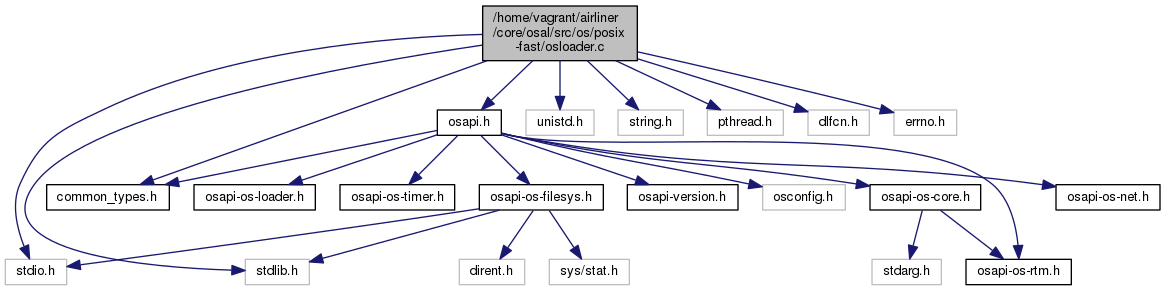 /home/vagrant/airliner
/core/osal/src/os/posix
-fast/osloader.c
osapi.h
unistd.h
string.h
pthread.h
dlfcn.h
errno.h
common_types.h
osapi-os-loader.h
osapi-os-timer.h
osapi-os-filesys.h
osapi-version.h
osconfig.h
osapi-os-core.h
osapi-os-net.h
stdio.h
stdlib.h
dirent.h
sys/stat.h
stdarg.h
osapi-os-rtm.h